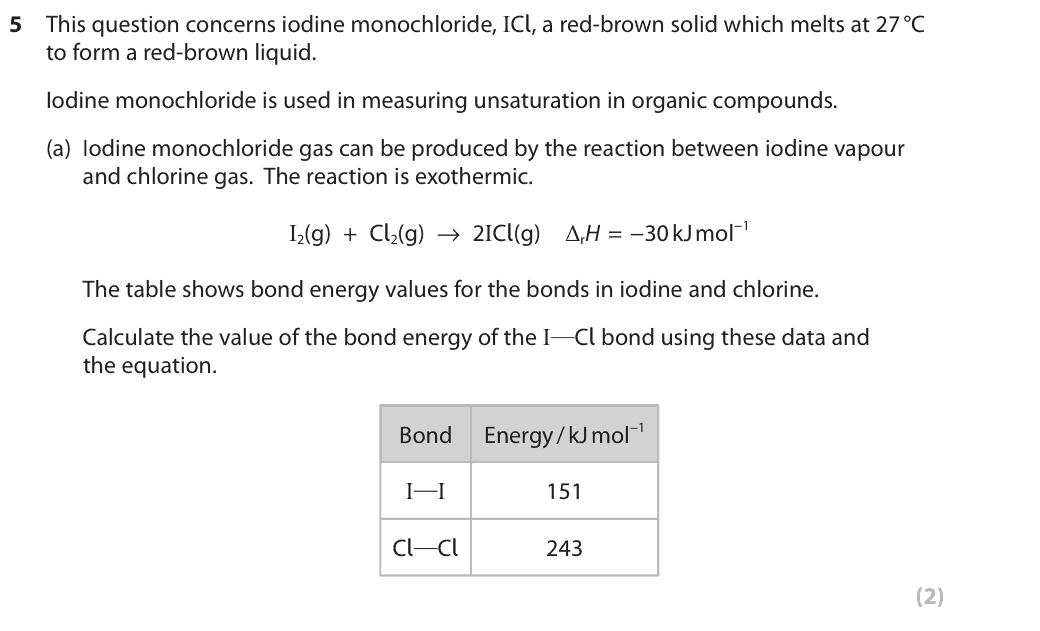 5 This question concerns iodine monochloride, ICl, a red-brown solid which melts at 27 °C
to form a red-brown liquid.
Iodine monochloride is used in measuring unsaturation in organic compounds.
(a) Iodine monochloride gas can be produced by the reaction between iodine vapour
and chlorine gas. The reaction is exothermic.
I₂(g) + Cl₂(g) → 2ICl(g) ΔᵣH = −30 kJ mol⁻¹
The table shows bond energy values for the bonds in iodine and chlorine.
Calculate the value of the bond energy of the I—Cl bond using these data and
the equation.
Bond Energy / kJ mol⁻¹
I—I 151
Cl—Cl 243
(2)